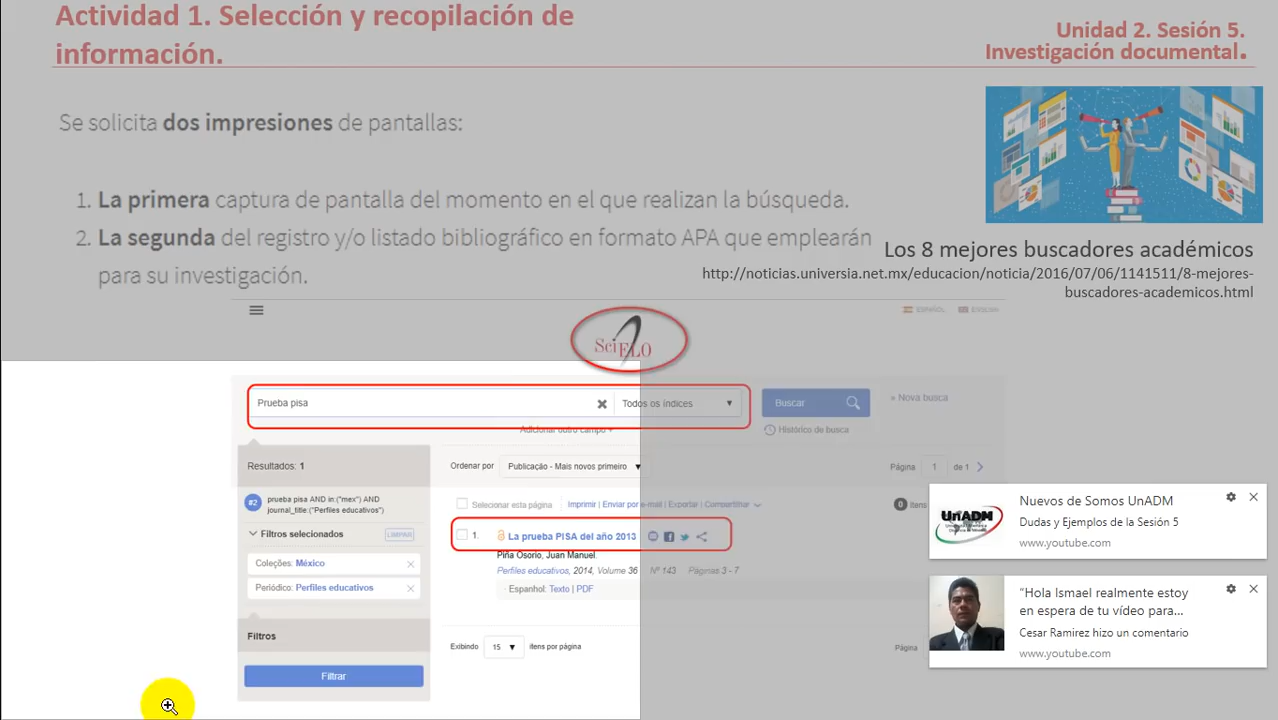 Actividad 1. Selección y recopilación de
información.
Unidad 2. Sesión 5.
Investigación documental.
Se solicita dos impresiones de pantallas:
1. La primera captura de pantalla del momento en el que realizan la búsqueda.
2. La segunda del registro y/o listado bibliográfico en formato APA que emplearán
para su investigación.
Los 8 mejores buscadores académicos
http://noticias.universia.net.mx/educacion/noticia/2016/07/06/1141511/8-mejores-
buscadores-academicos.html
ESPAÑOL ENGLISH
SciELO
Prueba pisa
Todos os índices
Buscar
» Nova busca
Adicionar outro campo +
Histórico de busca
Resultados: 1
Ordenar por
Publicação - Mais novos primeiro
Página 1 de 1
#2
prueba pisa AND in:("mex") AND
journal_title:("Perfiles educativos")
Selecionar esta página
Imprimir | Enviar por e-mail | Exportar | Compartilhar
0 itens
Filtros selecionados
LIMPAR
1.
La prueba PISA del año 2013
Piña Osorio, Juan Manuel.
Coleções: México
Perfiles educativos, 2014, Volume 36 Nº 143 Páginas 3 - 7
Periódico: Perfiles educativos
· Espanhol: Texto | PDF
Filtros
Exibindo 15 itens por página
Página
Filtrar
Nuevos de Somos UnADM
Dudas y Ejemplos de la Sesión 5
www.youtube.com
UnADM
"Hola Ismael realmente estoy
en espera de tu vídeo para...
Cesar Ramirez hizo un comentario
www.youtube.com